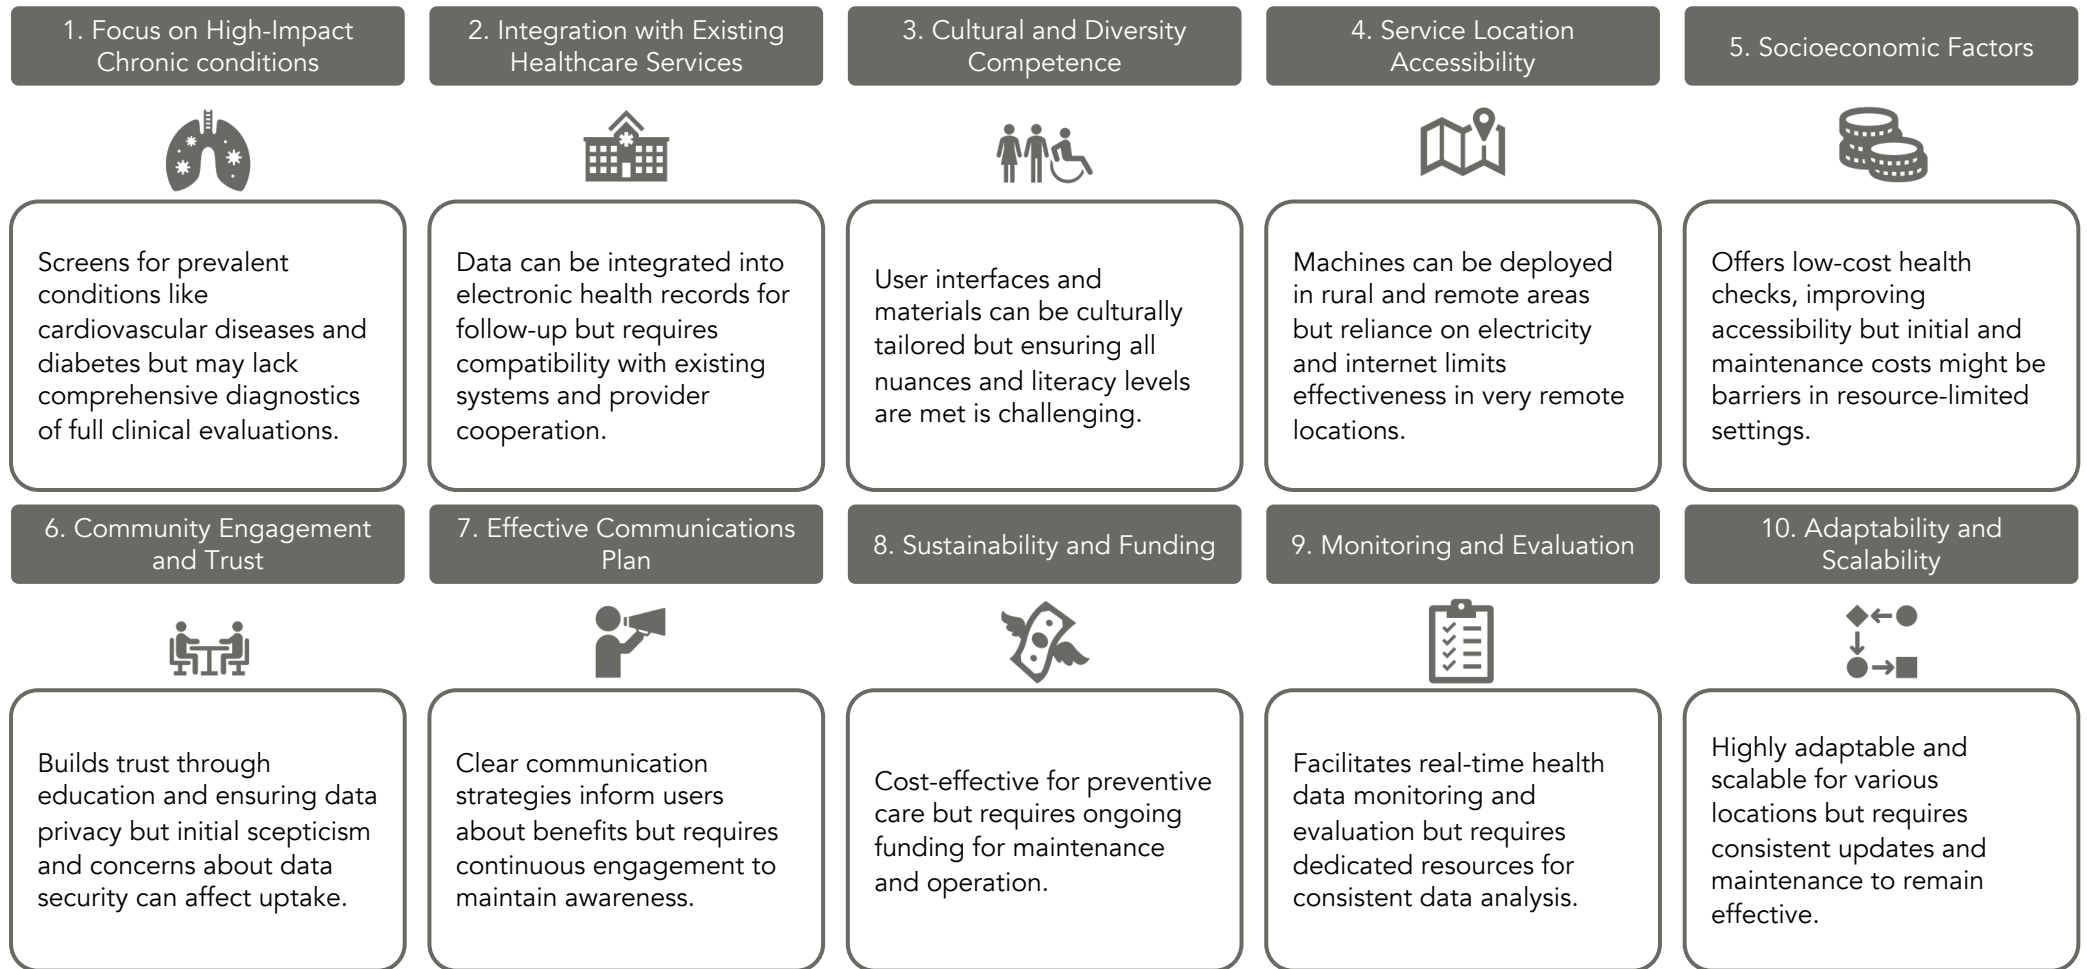 1. Focus on High-Impact
Chronic conditions
Screens for prevalent
conditions like
cardiovascular diseases and
diabetes but may lack
comprehensive diagnostics
of full clinical evaluations.
2. Integration with Existing
Healthcare Services
Data can be integrated into
electronic health records for
follow-up but requires
compatibility with existing
systems and provider
cooperation.
3. Cultural and Diversity
Competence
User interfaces and
materials can be culturally
tailored but ensuring all
nuances and literacy levels
are met is challenging.
4. Service Location
Accessibility
Machines can be deployed
in rural and remote areas
but reliance on electricity
and internet limits
effectiveness in very remote
locations.
5. Socioeconomic Factors
Offers low-cost health
checks, improving
accessibility but initial and
maintenance costs might be
barriers in resource-limited
settings.
6. Community Engagement
and Trust
Builds trust through
education and ensuring data
privacy but initial scepticism
and concerns about data
security can affect uptake.
7. Effective Communications
Plan
Clear communication
strategies inform users
about benefits but requires
continuous engagement to
maintain awareness.
8. Sustainability and Funding
Cost-effective for preventive
care but requires ongoing
funding for maintenance
and operation.
9. Monitoring and Evaluation
Facilitates real-time health
data monitoring and
evaluation but requires
dedicated resources for
consistent data analysis.
10. Adaptability and
Scalability
Highly adaptable and
scalable for various
locations but requires
consistent updates and
maintenance to remain
effective.